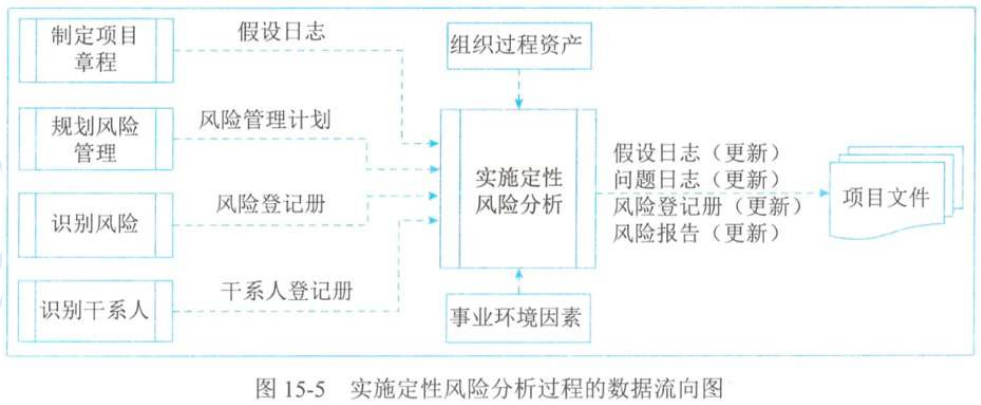 制定项目
章程
假设日志
组织过程资产
规划风险
管理
风险管理计划
识别风险
风险登记册
识别干系人
干系人登记册
实施定性
风险分析
事业环境因素
假设日志（更新）
问题日志（更新）
风险登记册（更新）
风险报告（更新）
项目文件
图 15-5 实施定性风险分析过程的数据流向图